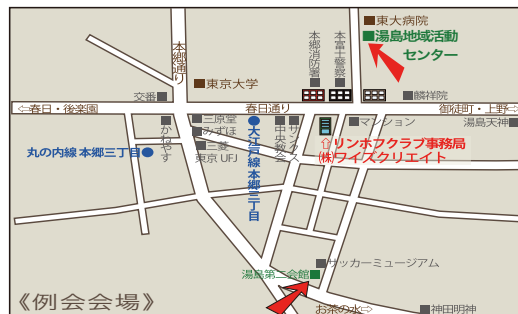 東大病院
湯島地域活動
センター
本郷通り
本郷消防署
本富士警察
東京大学
交番
麟祥院
⇦春日・後楽園
春日通り
御徒町・上野⇨
かねやす
三原堂
みずほ
三菱
東京 UFJ
大江戸線 本郷三丁目
中央教会
サンクス
マンション
湯島天神
丸の内線 本郷三丁目
⇧リンホフクラブ事務局
㈱ワイズクリエイト
サッカーミュージアム
湯島第二会館
《例会会場》
お茶の水⇨
神田明神